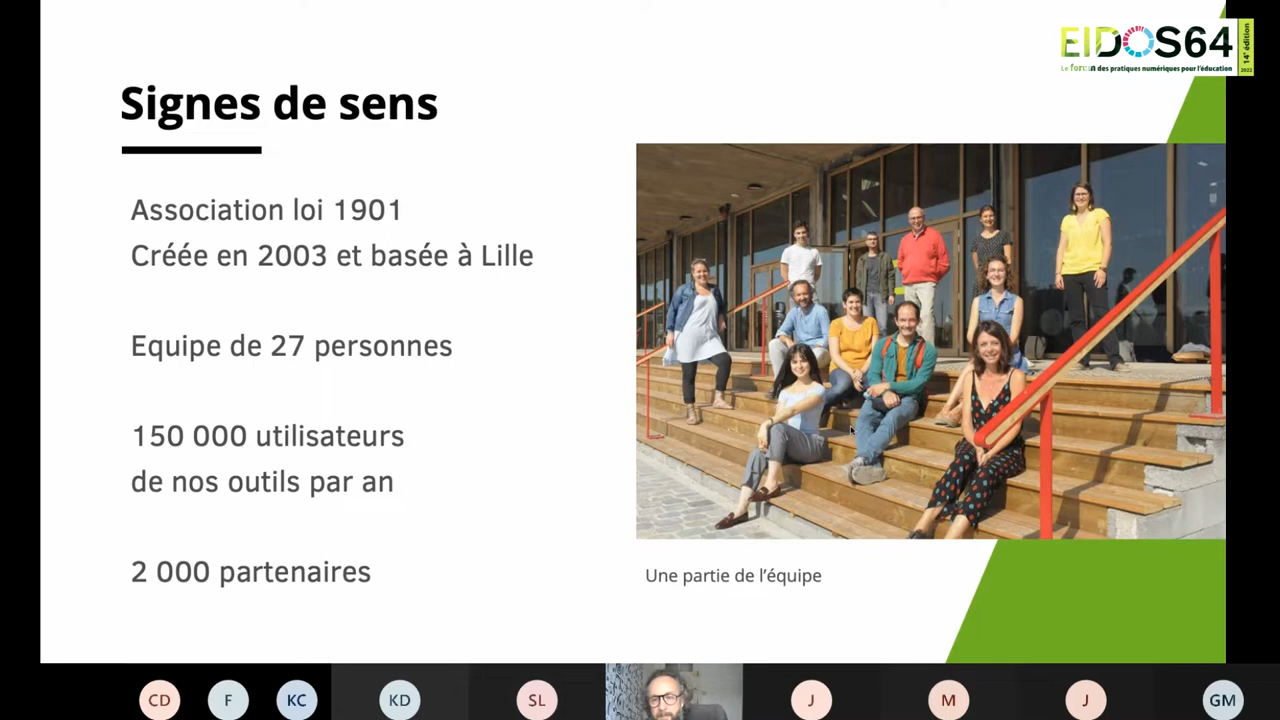 EIDOS64
Le forum des pratiques numériques pour l'éducation
14e édition
2022
Signes de sens
Association loi 1901
Créée en 2003 et basée à Lille
Equipe de 27 personnes
150 000 utilisateurs
de nos outils par an
2 000 partenaires
Une partie de l'équipe
CD
F
KC
KD
SL
J
M
J
GM